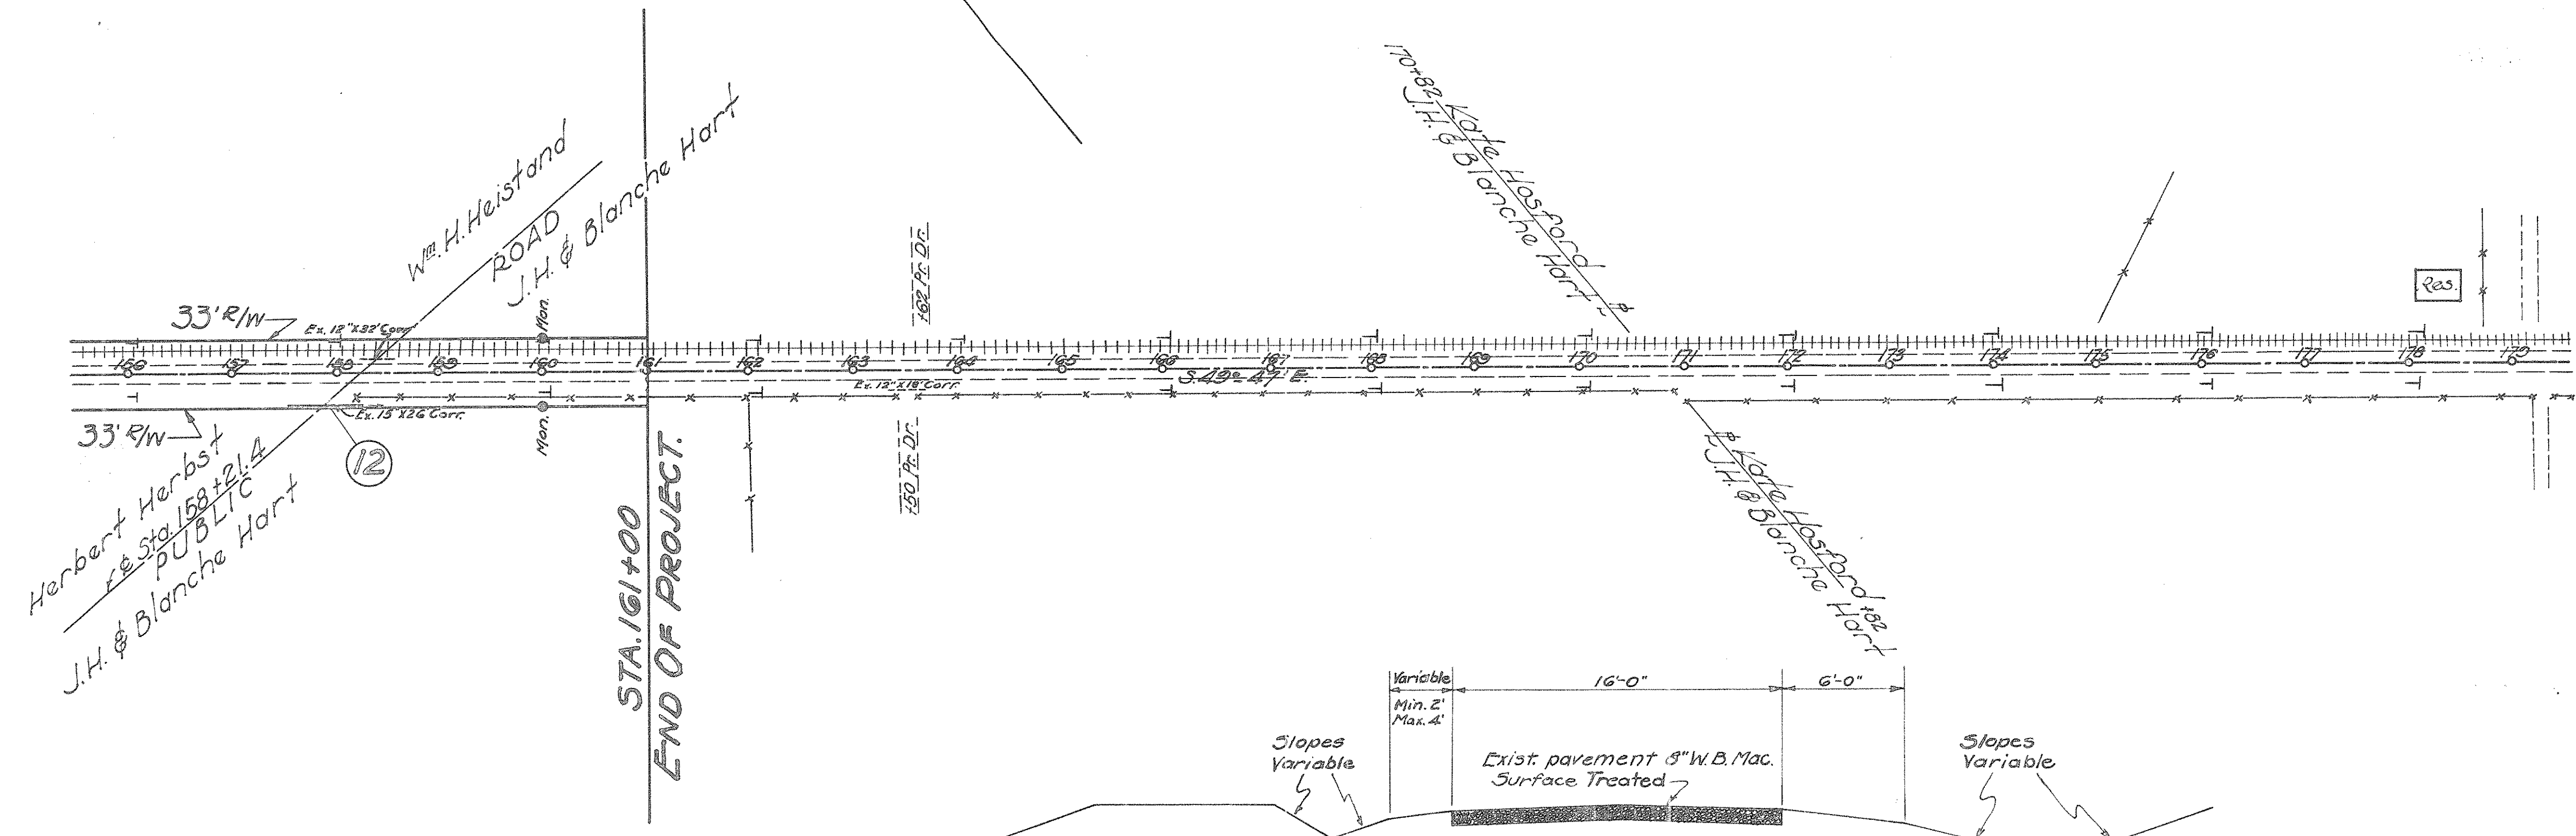 Wm. H. Heistand
ROAD
J.H. & Blanche Hart
33' R/W
Ex. 12"X32' Corr.
Mon.
+62 Pr. Dr.
170+82
Kate Hosford
J.H. & Blanche Hart
℄
Res.
156 157 158 159 160 161 162 163 164 165 166 167 168 169 170 171 172 173 174 175 176 177 178 179
S.49°-47'E.
Ex. 12"X18' Corr.
Ex. 15 X26 Corr.
33' R/W
12
Mon.
+50 Pr. Dr.
Herbert Herbst
℄ Sta. 158+21.4
PUBLIC
J.H. & Blanche Hart
STA. 161+00
END OF PROJECT.
Kate Hosford
+82
J.H. & Blanche Hart
Variable
16'-0"
6'-0"
Min. 2'
Max. 4'
Slopes
Variable
Exist. pavement 8" W.B. Mac.
Surface Treated
Slopes
Variable